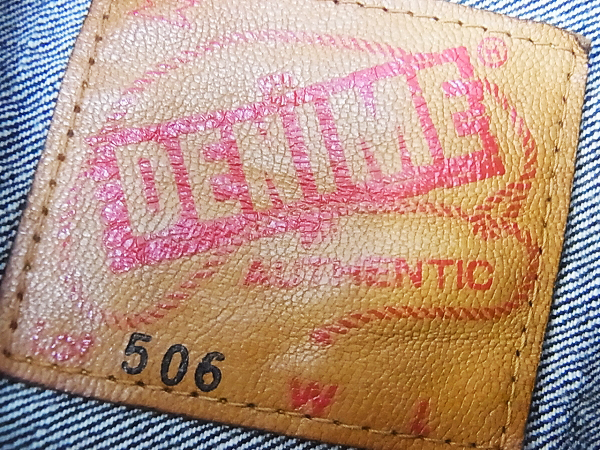 DENIME®
AUTHENTIC
506
W L